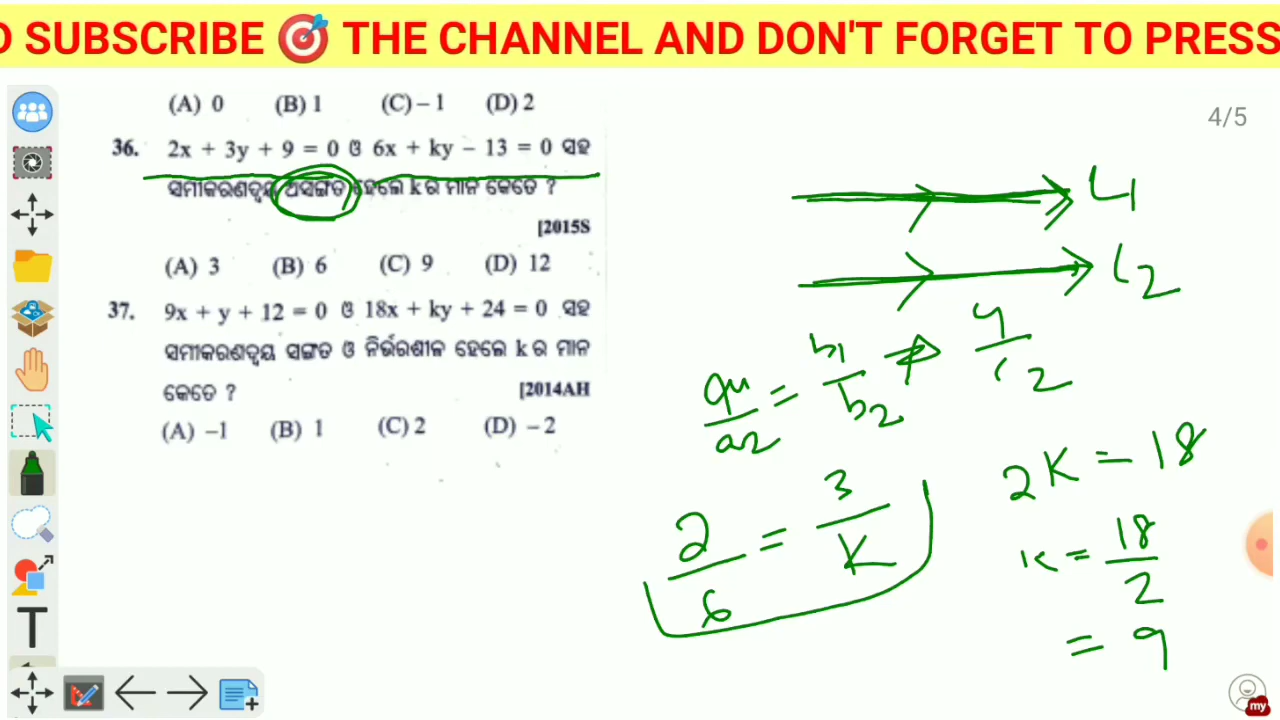 D SUBSCRIBE 🎯 THE CHANNEL AND DON'T FORGET TO PRESS
4/5
(A) 0 (B) 1 (C) – 1 (D) 2
36. 2x + 3y + 9 = 0 ଓ 6x + ky – 13 = 0 ସହ
ସମୀକରଣଦ୍ୱୟ ଅସଙ୍ଗତ ହେଲେ k ର ମାନ କେତେ ?
[2015S
(A) 3 (B) 6 (C) 9 (D) 12
37. 9x + y + 12 = 0 ଓ 18x + ky + 24 = 0 ସହ
ସମୀକରଣଦ୍ୱୟ ସଙ୍ଗତ ଓ ନିର୍ଭରଶୀଳ ହେଲେ k ର ମାନ
କେତେ ?
[2014AH
(A) –1 (B) 1 (C) 2 (D) – 2
L1
L2
a1/a2 = b1/b2 ≠ c1/c2
2/6 = 3/K
2K = 18
K = 18/2
= 9
T
my